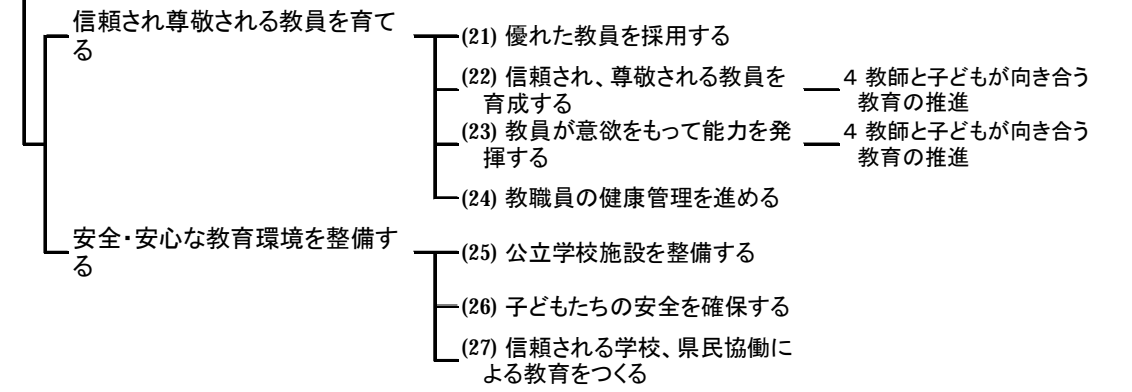 信頼され尊敬される教員を育て
る
(21) 優れた教員を採用する
(22) 信頼され、尊敬される教員を
育成する
４ 教師と子どもが向き合う
教育の推進
(23) 教員が意欲をもって能力を発
揮する
４ 教師と子どもが向き合う
教育の推進
(24) 教職員の健康管理を進める
安全・安心な教育環境を整備す
る
(25) 公立学校施設を整備する
(26) 子どもたちの安全を確保する
(27) 信頼される学校、県民協働に
よる教育をつくる